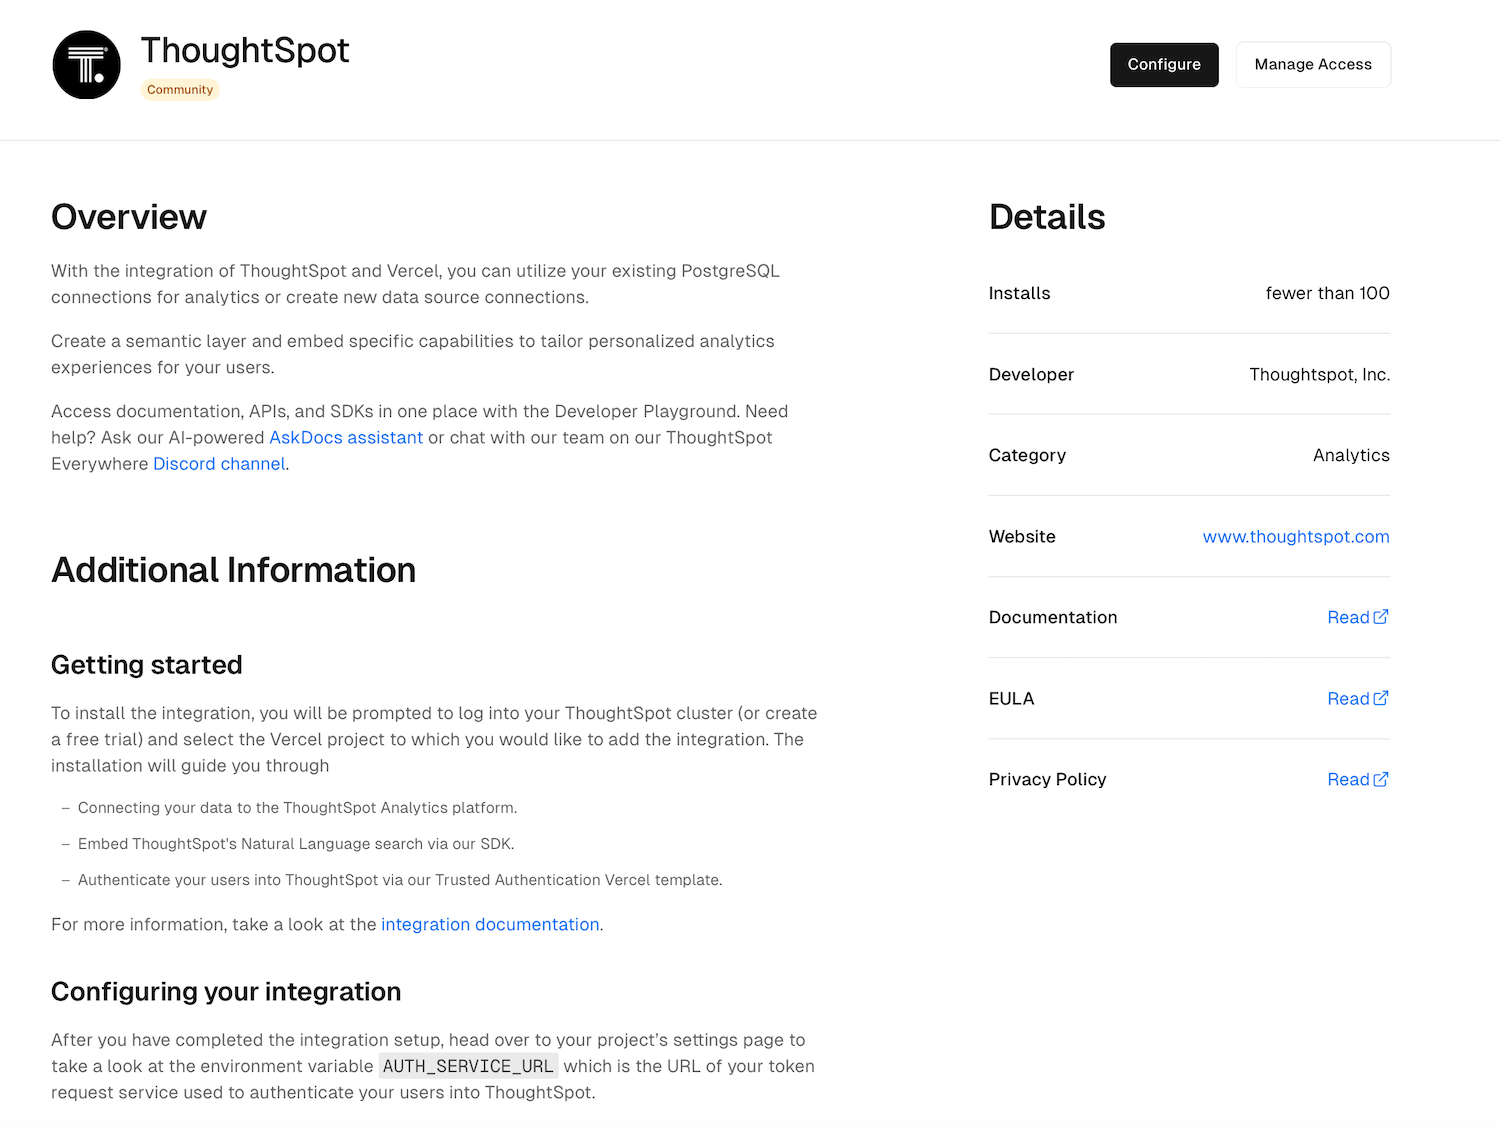 ThoughtSpot
Community
Configure
Manage Access
Overview
With the integration of ThoughtSpot and Vercel, you can utilize your existing PostgreSQL
connections for analytics or create new data source connections.
Create a semantic layer and embed specific capabilities to tailor personalized analytics
experiences for your users.
Access documentation, APIs, and SDKs in one place with the Developer Playground. Need
help? Ask our AI-powered AskDocs assistant or chat with our team on our ThoughtSpot
Everywhere Discord channel.
Additional Information
Getting started
To install the integration, you will be prompted to log into your ThoughtSpot cluster (or create
a free trial) and select the Vercel project to which you would like to add the integration. The
installation will guide you through
– Connecting your data to the ThoughtSpot Analytics platform.
– Embed ThoughtSpot's Natural Language search via our SDK.
– Authenticate your users into ThoughtSpot via our Trusted Authentication Vercel template.
For more information, take a look at the integration documentation.
Configuring your integration
After you have completed the integration setup, head over to your project's settings page to
take a look at the environment variable AUTH_SERVICE_URL which is the URL of your token
request service used to authenticate your users into ThoughtSpot.
Details
Installs fewer than 100
Developer Thoughtspot, Inc.
Category Analytics
Website www.thoughtspot.com
Documentation Read
EULA Read
Privacy Policy Read